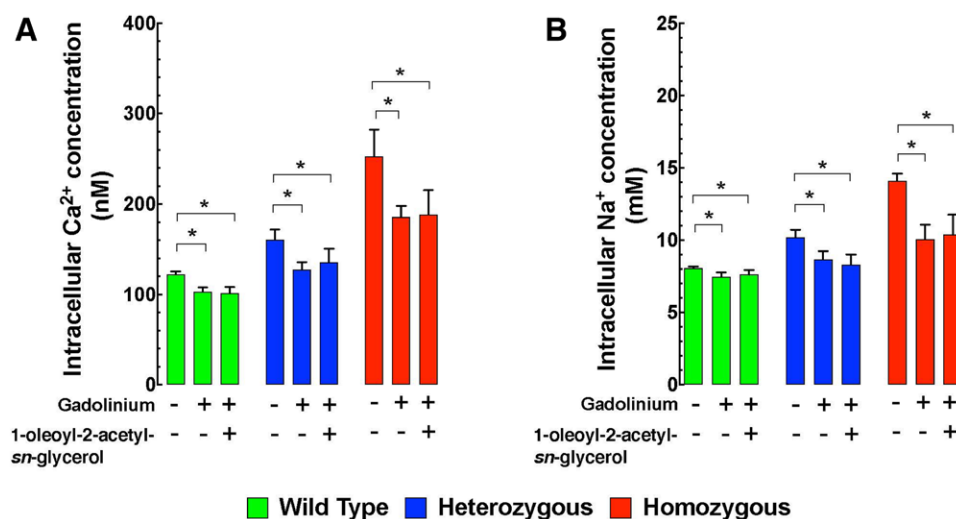 A
Intracellular Ca2+ concentration
(nM)
400
300
200
100
0
* * * * * *
Gadolinium - + + - + + - + +
1-oleoyl-2-acetyl- - - + - - + - - +
sn-glycerol
B
Intracellular Na+ concentration
(mM)
25
20
15
10
5
0
* * * * * *
Gadolinium - + + - + + - + +
1-oleoyl-2-acetyl- - - + - - + - - +
sn-glycerol
Wild Type Heterozygous Homozygous